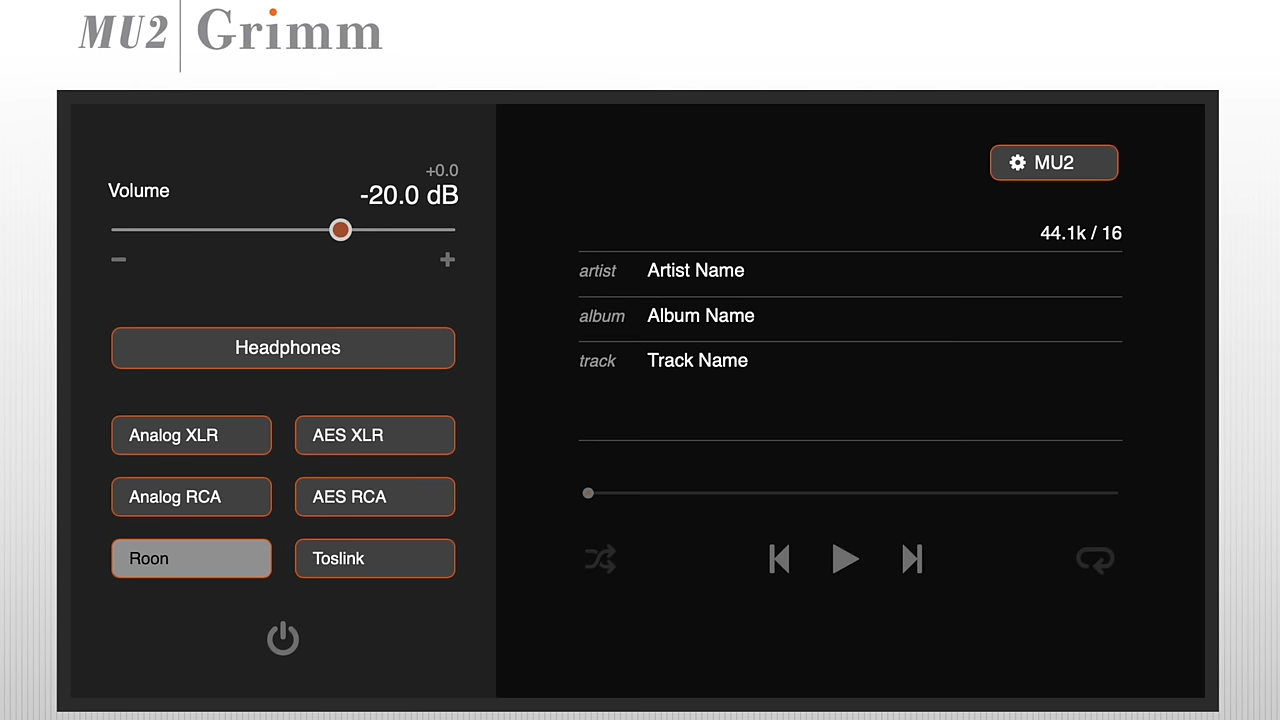 MU2 Grimm
+0.0
Volume -20.0 dB
Headphones
Analog XLR AES XLR
Analog RCA AES RCA
Roon Toslink
MU2
44.1k / 16
artist Artist Name
album Album Name
track Track Name